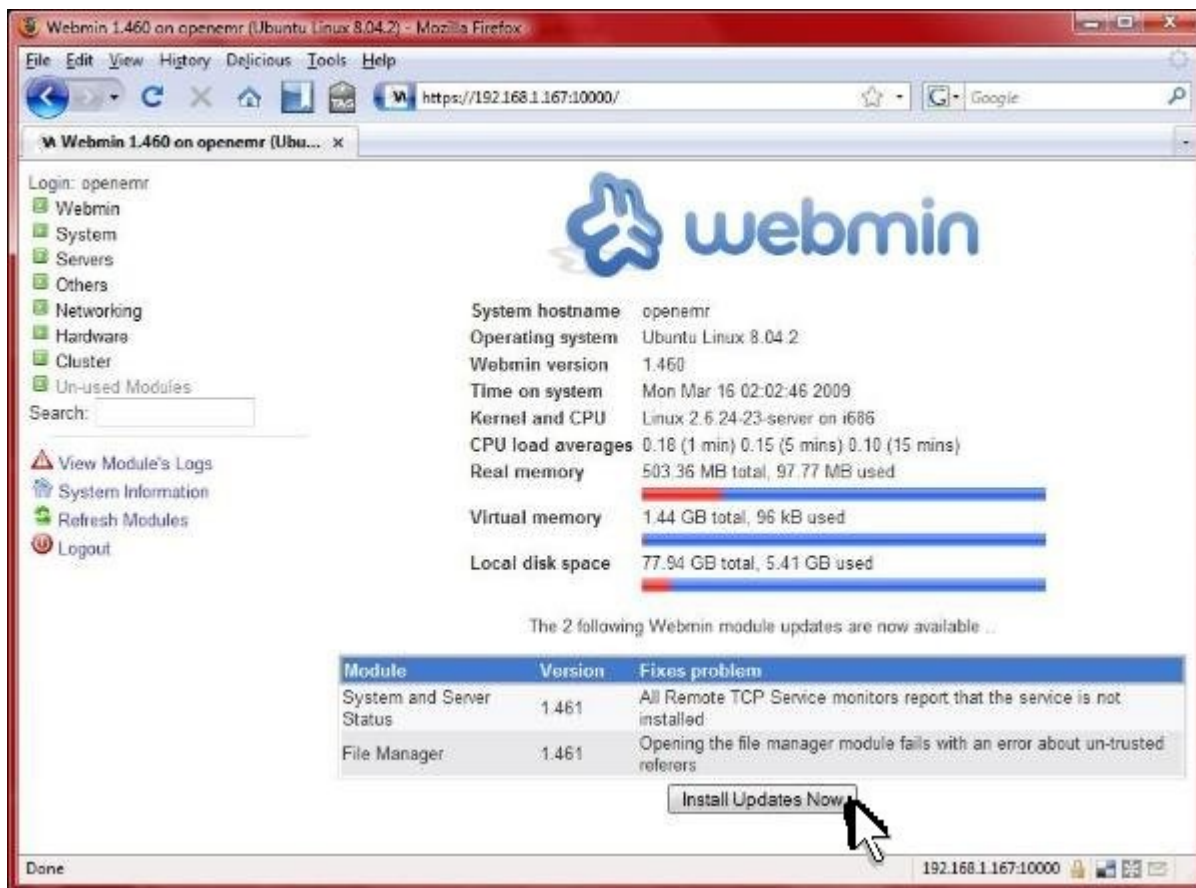 Webmin 1.460 on openemr (Ubuntu Linux 8.04.2) - Mozilla Firefox
File Edit View History Delicious Tools Help
TAG https://192.168.1.167:10000/ G Google
Webmin 1.460 on openemr (Ubu... x
Login: openemr
Webmin
System
Servers
Others
Networking
Hardware
Cluster
Un-used Modules
Search:
View Module's Logs
System Information
Refresh Modules
Logout
webmin
System hostname openemr
Operating system Ubuntu Linux 8.04.2
Webmin version 1.460
Time on system Mon Mar 16 02:02:46 2009
Kernel and CPU Linux 2.6.24-23-server on i686
CPU load averages 0.18 (1 min) 0.15 (5 mins) 0.10 (15 mins)
Real memory 503.36 MB total, 97.77 MB used
Virtual memory 1.44 GB total, 96 kB used
Local disk space 77.94 GB total, 5.41 GB used
The 2 following Webmin module updates are now available ..
Module Version Fixes problem
System and Server Status 1.461 All Remote TCP Service monitors report that the service is not installed
File Manager 1.461 Opening the file manager module fails with an error about un-trusted referers
Install Updates Now
Done 192.168.1.167:10000